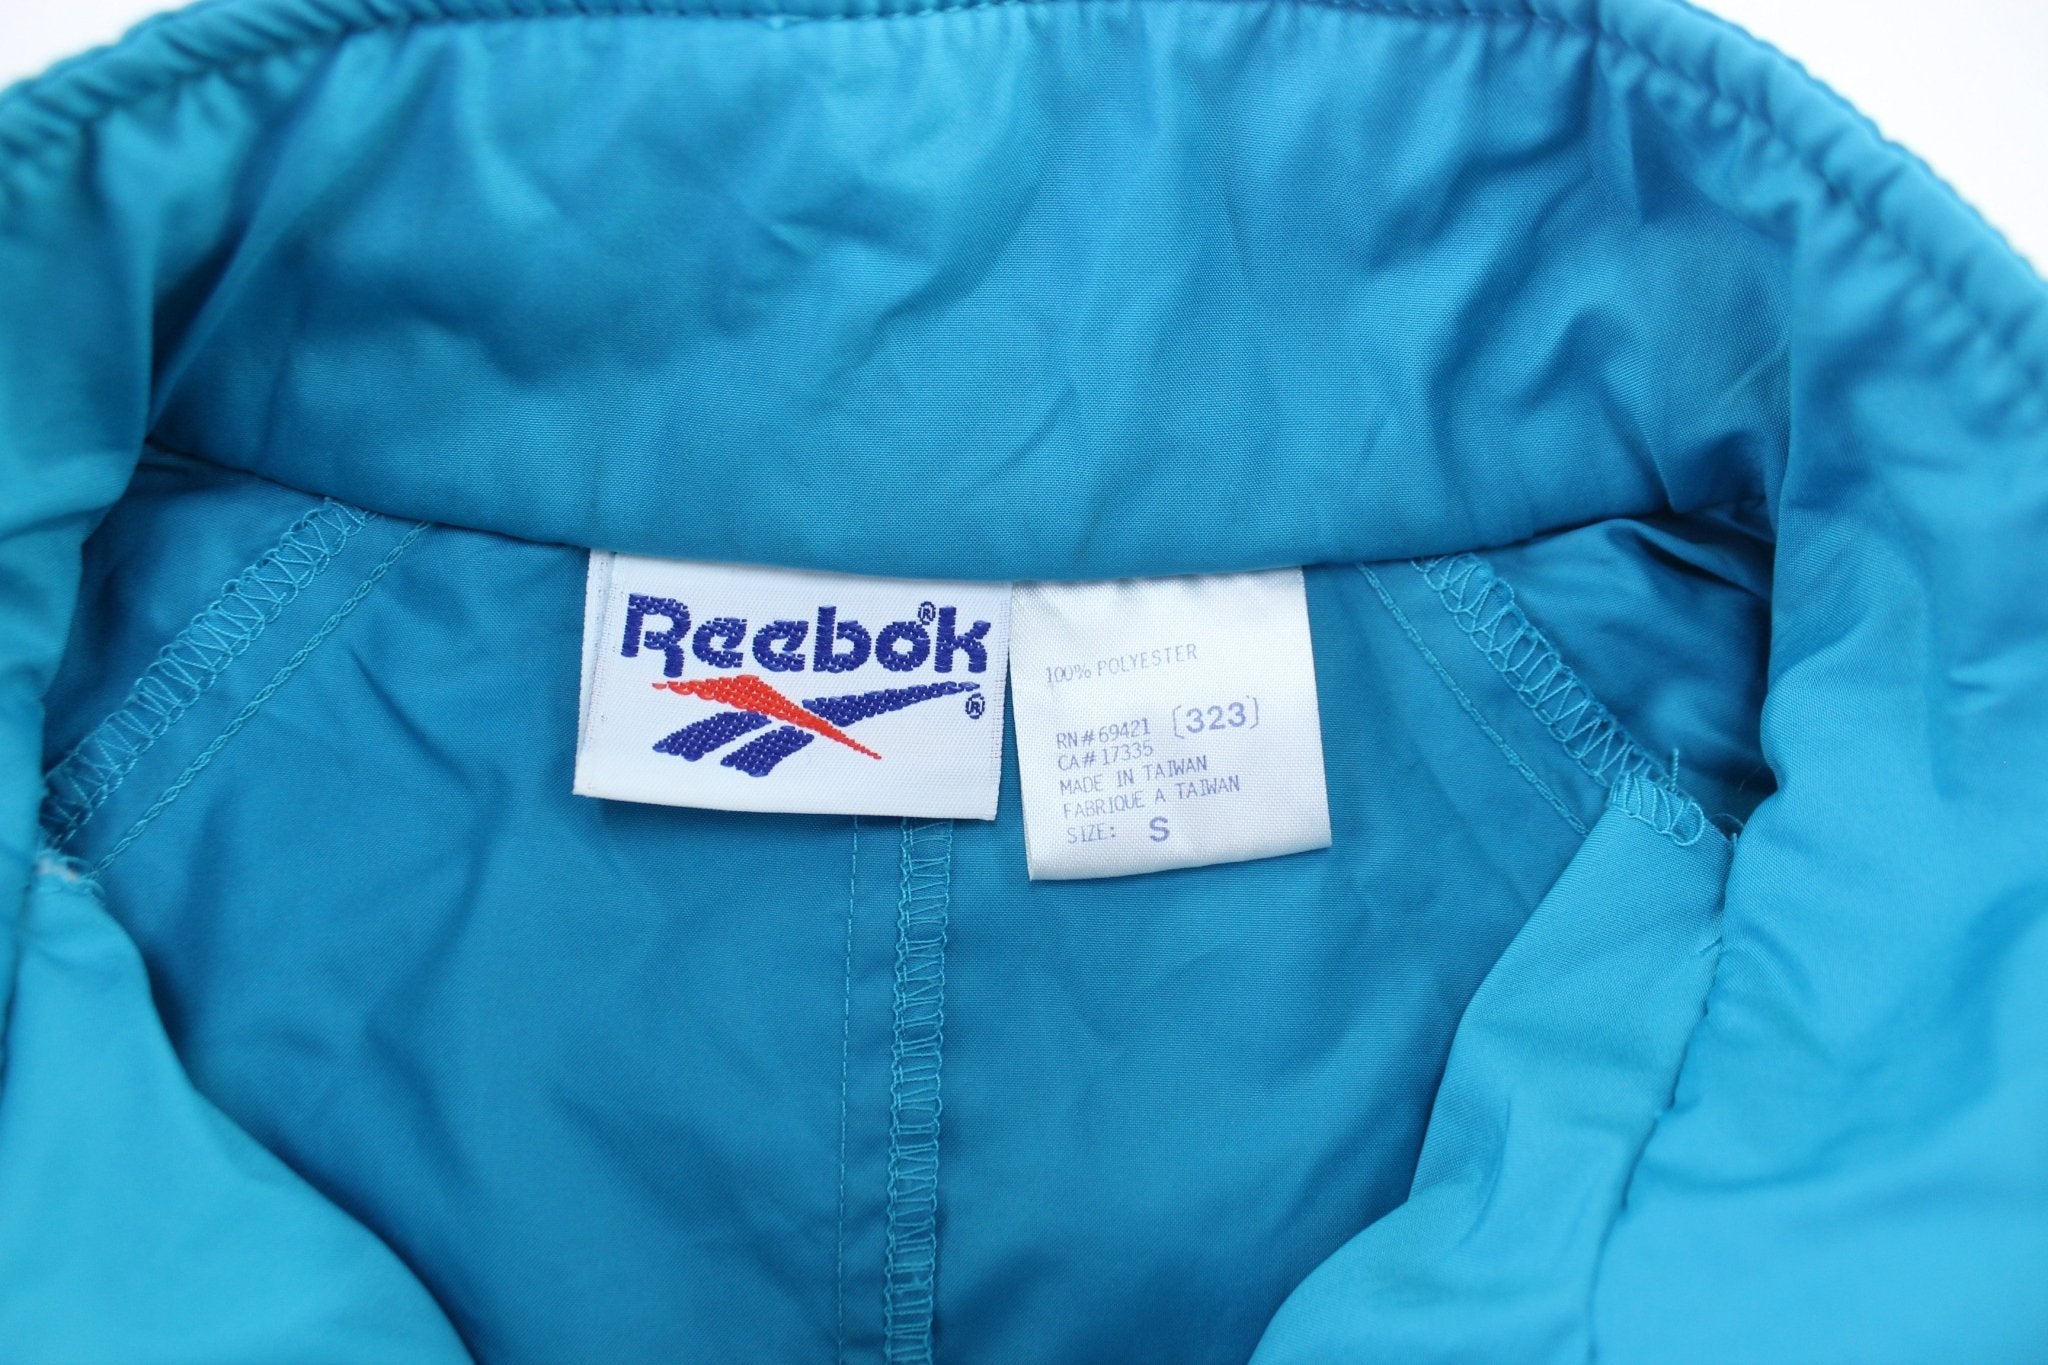 Reebok®
®
100% POLYESTER
RN#69421 [323]
CA#17335
MADE IN TAIWAN
FABRIQUE A TAIWAN
SIZE: S